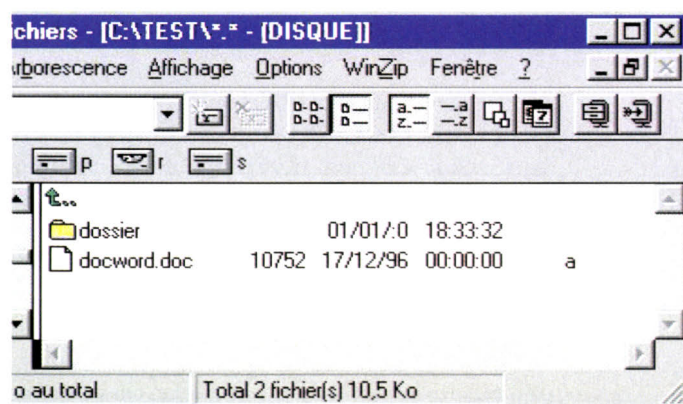 ichiers - [C:\TEST\*.* - [DISQUE]]
rborescence Affichage Options WinZip Fenêtre ?
p r s
..
dossier 01/01/:0 18:33:32
docword.doc 10752 17/12/96 00:00:00 a
o au total Total 2 fichier(s) 10,5 Ko